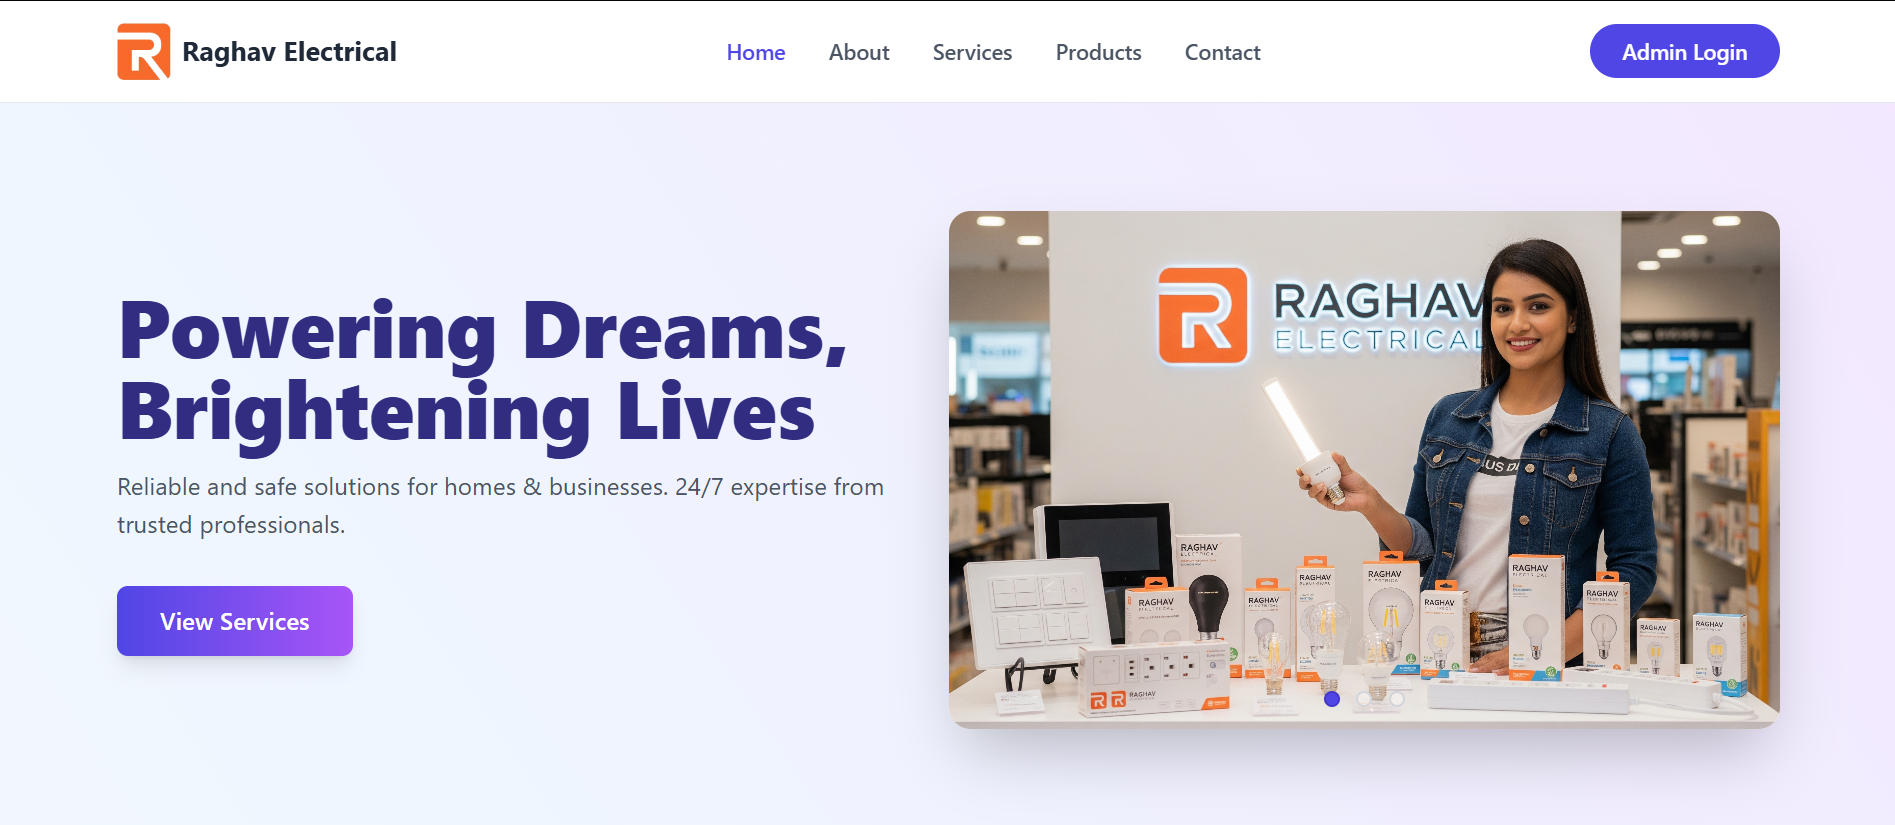 Raghav Electrical
Home
About
Services
Products
Contact
Admin Login
Powering Dreams,
Brightening Lives
Reliable and safe solutions for homes & businesses. 24/7 expertise from
trusted professionals.
View Services
RAGHAV
ELECTRICAL
RAGHAV
RAGHAV
RAGHAV
RAGHAV
RAGHAV
RAGHAV
RAGHAV
RAGHAV
RAGHAV
RAGHAV
RAGHAV